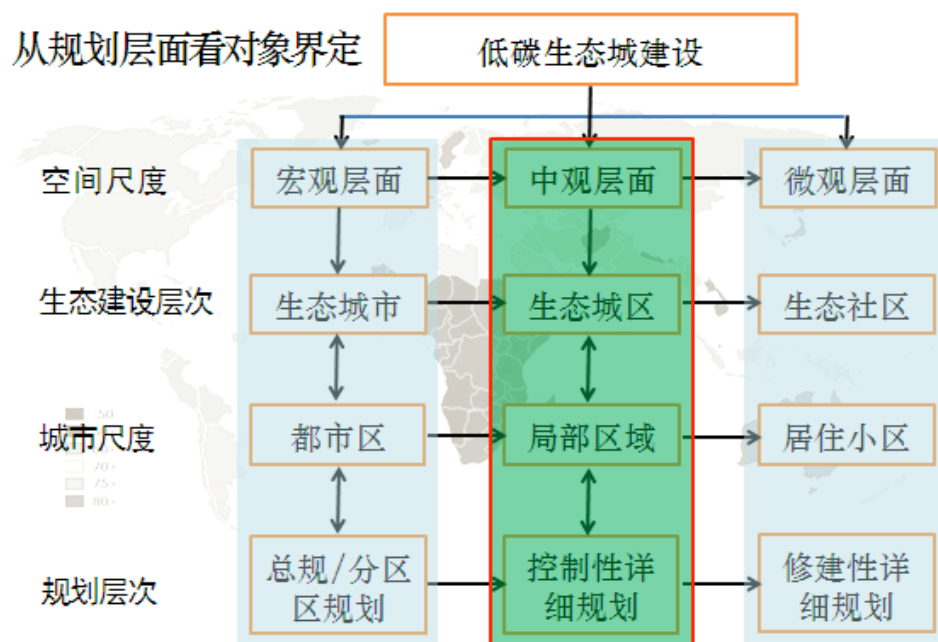 从规划层面看对象界定
低碳生态城建设
空间尺度
宏观层面
中观层面
微观层面
生态建设层次
生态城市
生态城区
生态社区
城市尺度
都市区
局部区域
居住小区
规划层次
总规/分区
区规划
控制性详
细规划
修建性详
细规划
50
70+
75+
80+